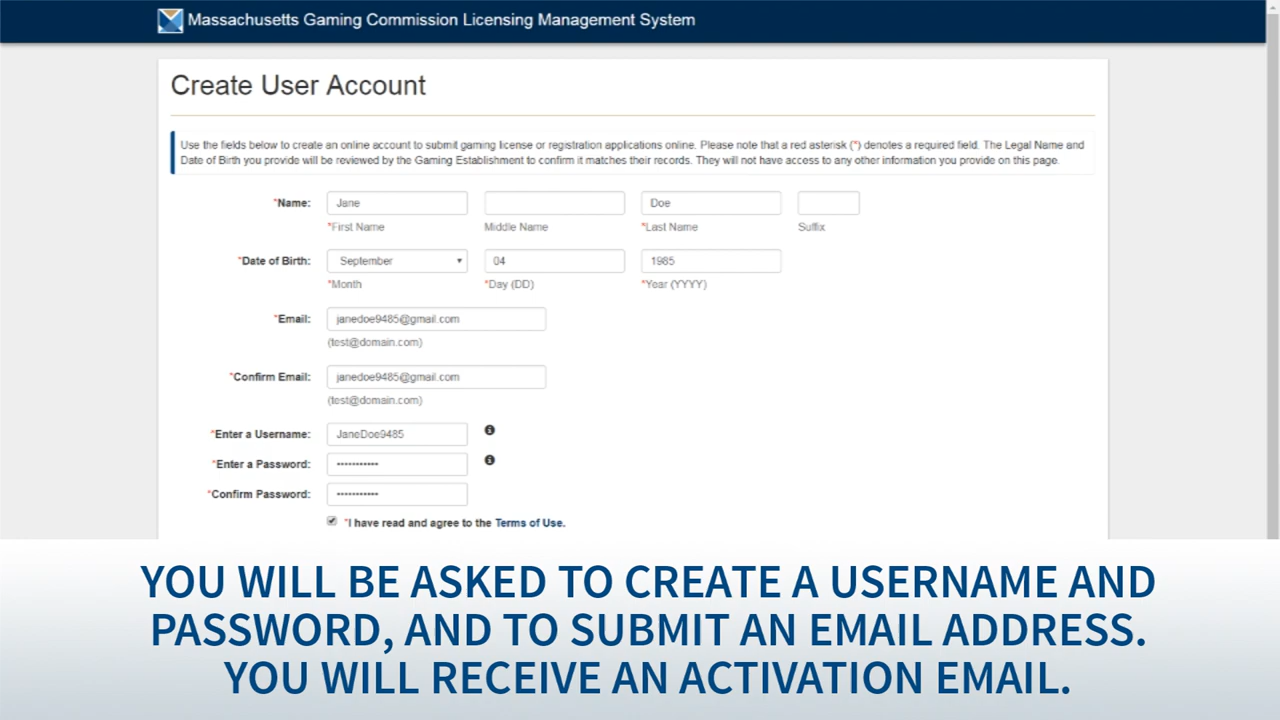 Massachusetts Gaming Commission Licensing Management System
Create User Account
Use the fields below to create an online account to submit gaming license or registration applications online. Please note that a red asterisk (*) denotes a required field. The Legal Name and
Date of Birth you provide will be reviewed by the Gaming Establishment to confirm it matches their records. They will not have access to any other information you provide on this page.
*Name: Jane Doe
*First Name Middle Name *Last Name Suffix
*Date of Birth: September 04 1985
*Month *Day (DD) *Year (YYYY)
*Email: janedoe9485@gmail.com
(test@domain.com)
*Confirm Email: janedoe9485@gmail.com
(test@domain.com)
*Enter a Username: JaneDoe9485
*Enter a Password: •••••••••••
*Confirm Password: •••••••••••
*I have read and agree to the Terms of Use.
YOU WILL BE ASKED TO CREATE A USERNAME AND
PASSWORD, AND TO SUBMIT AN EMAIL ADDRESS.
YOU WILL RECEIVE AN ACTIVATION EMAIL.